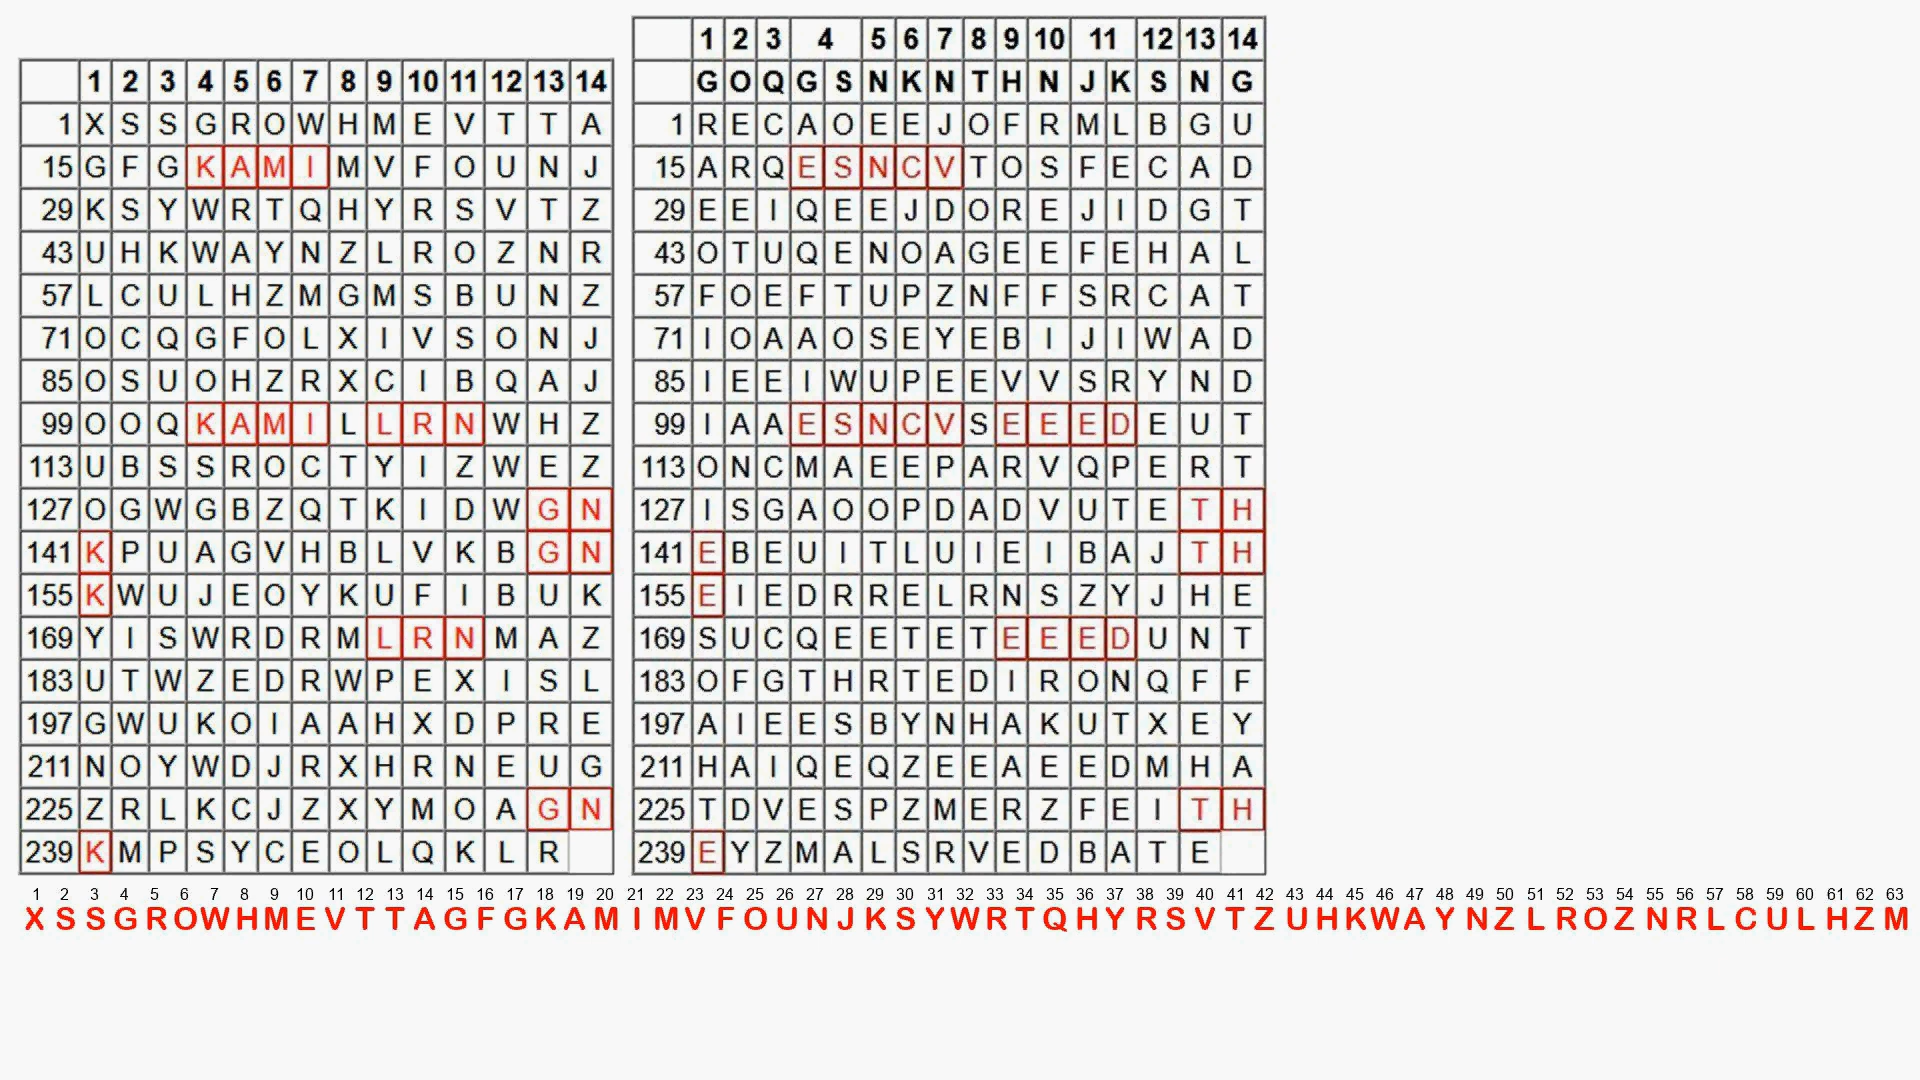 1 2 3 4 5 6 7 8 9 10 11 12 13 14
1 X S S G R O W H M E V T T A
15 G F G K A M I M V F O U N J
29 K S Y W R T Q H Y R S V T Z
43 U H K W A Y N Z L R O Z N R
57 L C U L H Z M G M S B U N Z
71 O C Q G F O L X I V S O N J
85 O S U O H Z R X C I B Q A J
99 O O Q K A M I L L R N W H Z
113 U B S S R O C T Y I Z W E Z
127 O G W G B Z Q T K I D W G N
141 K P U A G V H B L V K B G N
155 K W U J E O Y K U F I B U K
169 Y I S W R D R M L R N M A Z
183 U T W Z E D R W P E X I S L
197 G W U K O I A A H X D P R E
211 N O Y W D J R X H R N E U G
225 Z R L K C J Z X Y M O A G N
239 K M P S Y C E O L Q K L R
1 2 3 4 5 6 7 8 9 10 11 12 13 14
G O Q G S N K N T H N J K S N G
1 R E C A O E E J O F R M L B G U
15 A R Q E S N C V T O S F E C A D
29 E E I Q E E J D O R E J I D G T
43 O T U Q E N O A G E E F E H A L
57 F O E F T U P Z N F F S R C A T
71 I O A A O S E Y E B I J I W A D
85 I E E I W U P E E V V S R Y N D
99 I A A E S N C V S E E E D E U T
113 O N C M A E E P A R V Q P E R T
127 I S G A O O P D A D V U T E T H
141 E B E U I T L U I E I B A J T H
155 E I E D R R E L R N S Z Y J H E
169 S U C Q E E T E T E E E D U N T
183 O F G T H R T E D I R O N Q F F
197 A I E E S B Y N H A K U T X E Y
211 H A I Q E Q Z E E A E E D M H A
225 T D V E S P Z M E R Z F E I T H
239 E Y Z M A L S R V E D B A T E
1 2 3 4 5 6 7 8 9 10 11 12 13 14 15 16 17 18 19 20 21 22 23 24 25 26 27 28 29 30 31 32 33 34 35 36 37 38 39 40 41 42 43 44 45 46 47 48 49 50 51 52 53 54 55 56 57 58 59 60 61 62 63
X S S G R O W H M E V T T A G F G K A M I M V F O U N J K S Y W R T Q H Y R S V T Z U H K W A Y N Z L R O Z N R L C U L H Z M